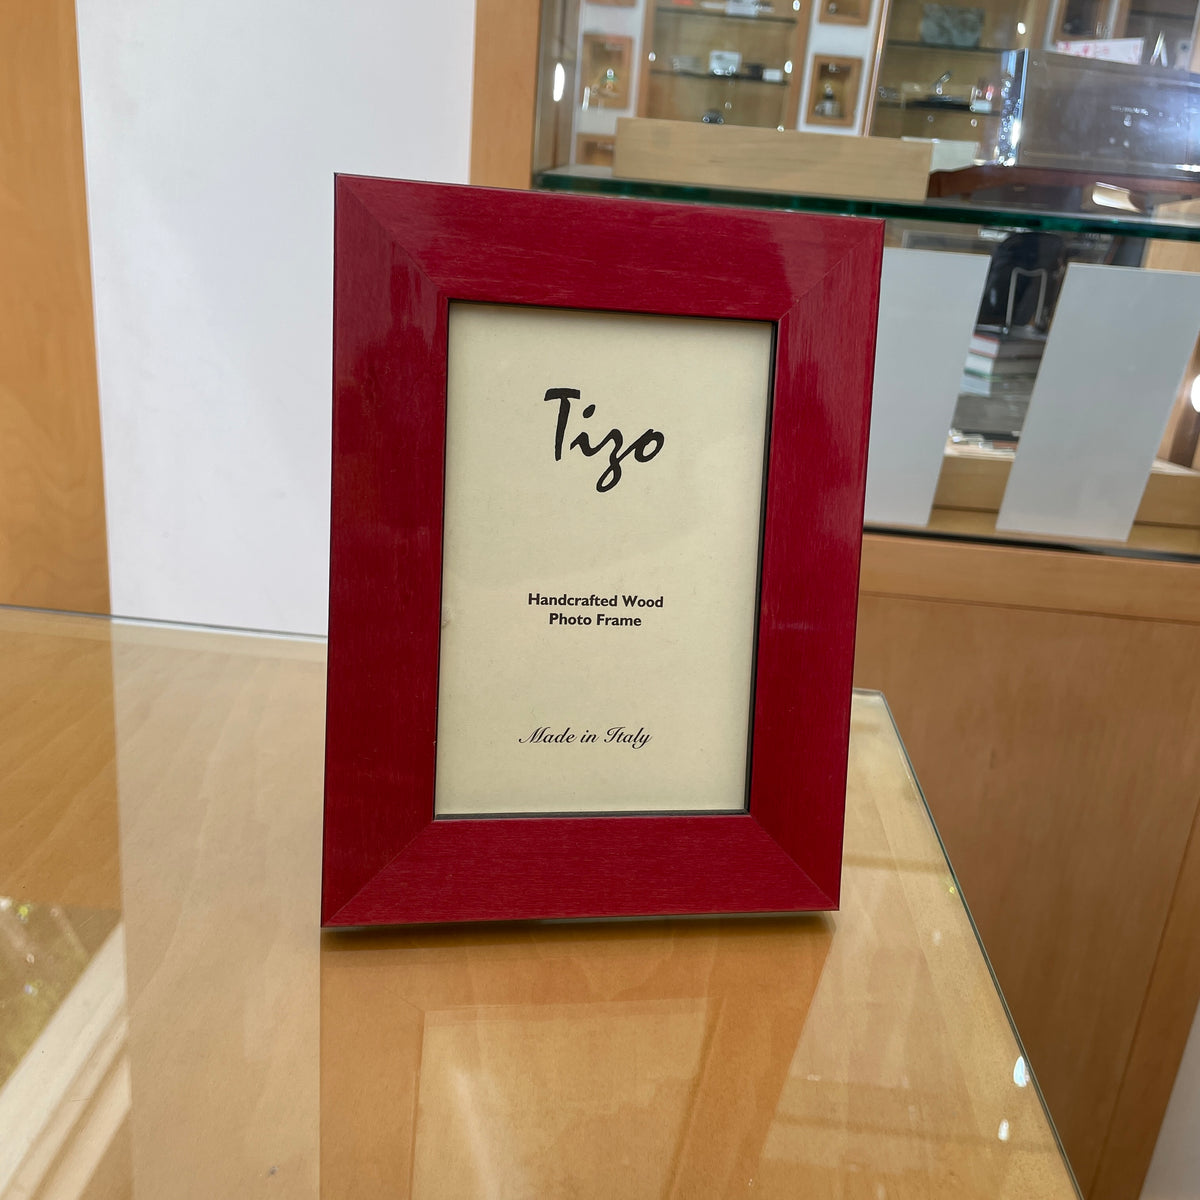 Tizo
Handcrafted Wood
Photo Frame
Made in Italy